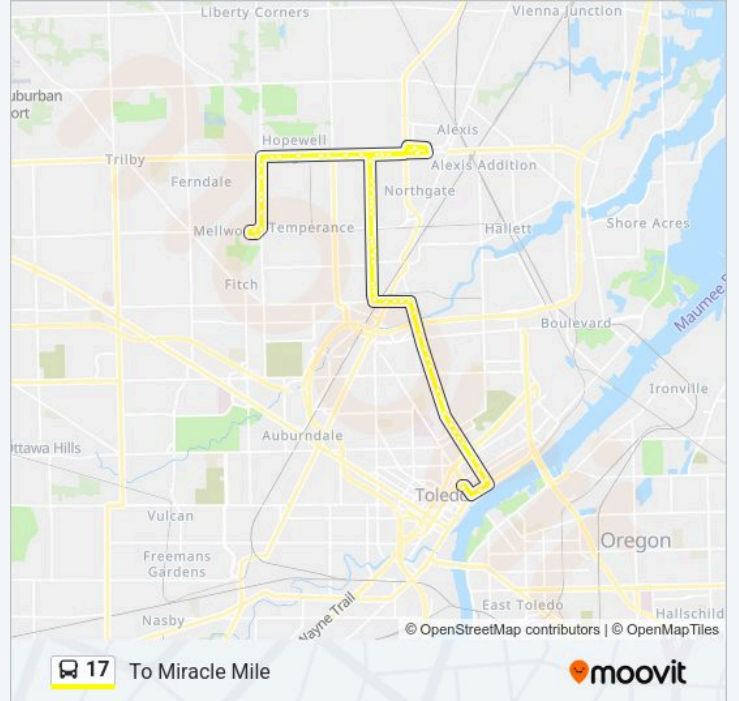 Liberty Corners
Vienna Junction
uburban
ort
Alexis
Hopewell
Trilby
Alexis Addition
Ferndale
Northgate
Mellwo
Temperance
Hallett
Shore Acres
Fitch
Maumee
Boulevard
Ironville
Auburndale
ttawa Hills
Toledo
Vulcan
Oregon
Freemans
Gardens
East Toledo
Hallschild
Nasby
Wayne Trail
© OpenStreetMap contributors | © OpenMapTiles
17 To Miracle Mile
moovit